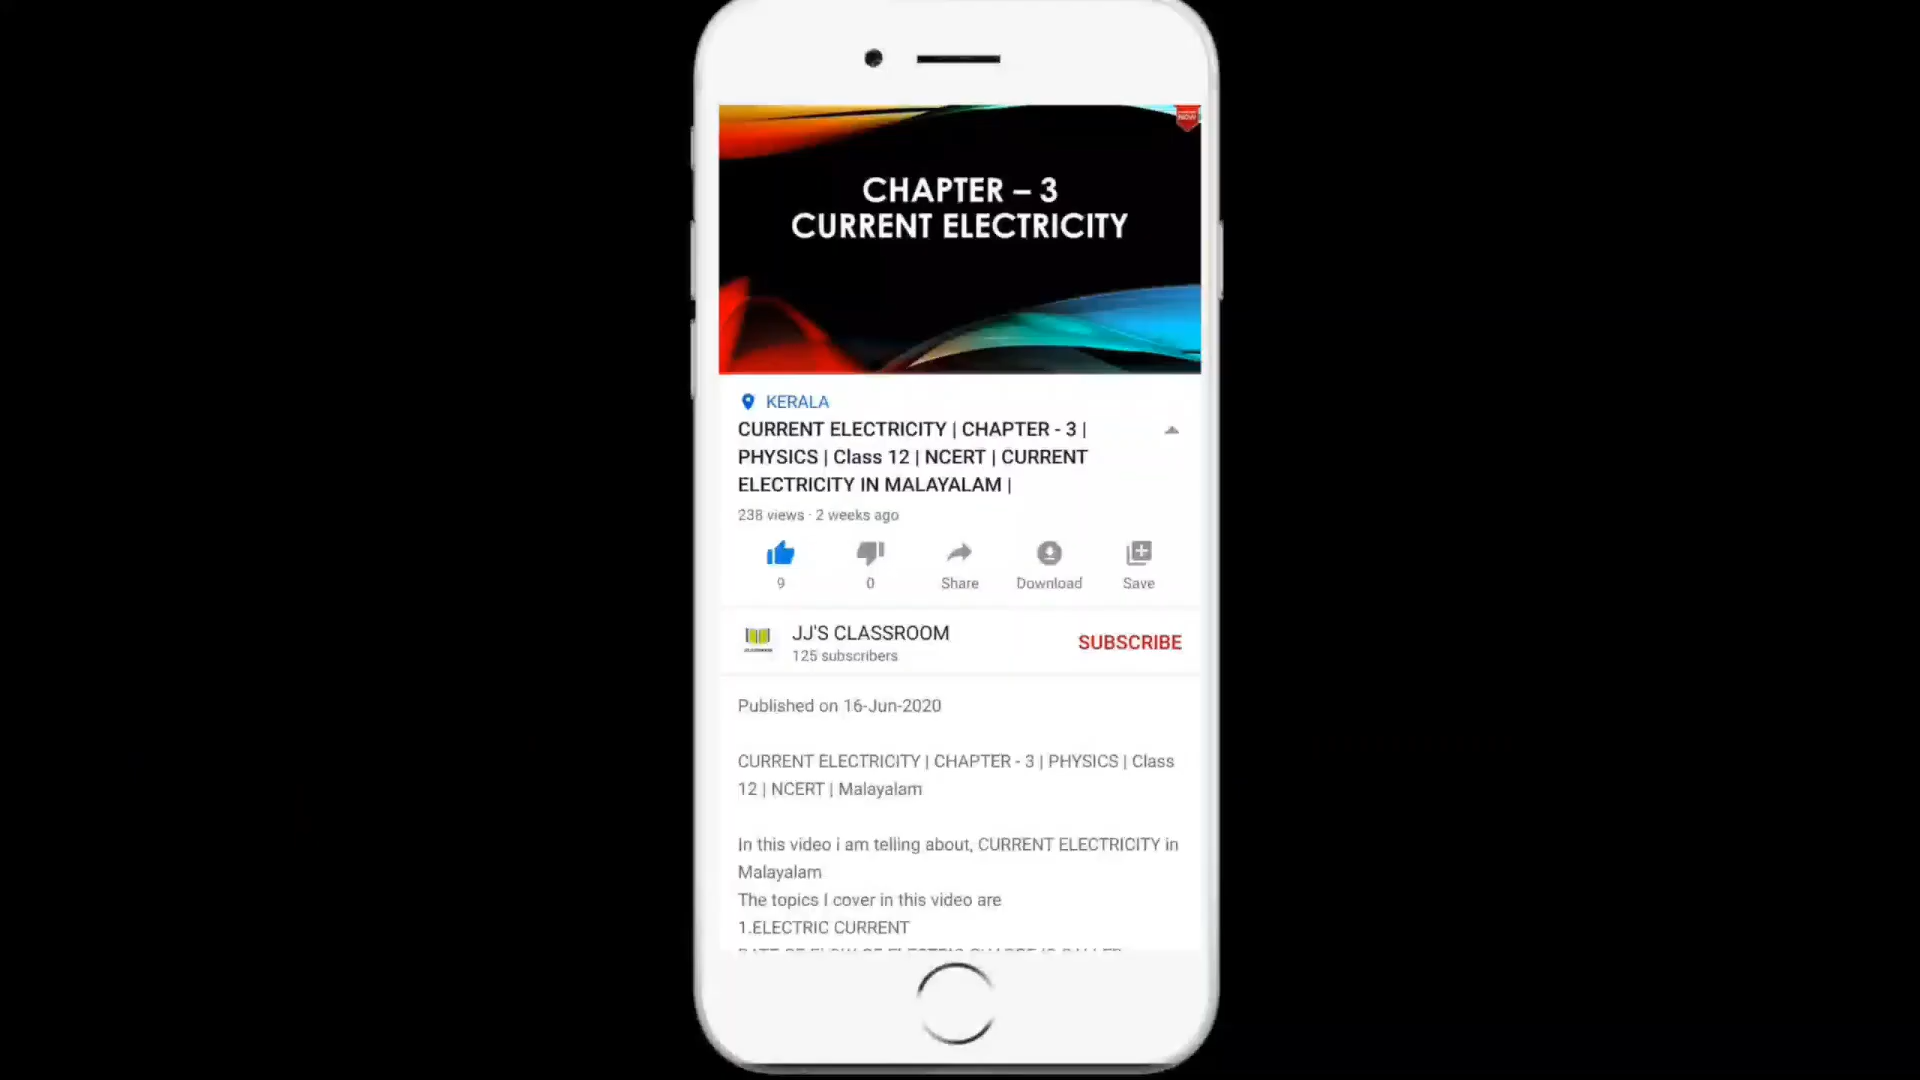 NOW
CHAPTER – 3
CURRENT ELECTRICITY
KERALA
CURRENT ELECTRICITY | CHAPTER - 3 |
PHYSICS | Class 12 | NCERT | CURRENT
ELECTRICITY IN MALAYALAM |
238 views · 2 weeks ago
9
0
Share
Download
Save
JJ'S CLASSROOM
125 subscribers
SUBSCRIBE
Published on 16-Jun-2020
CURRENT ELECTRICITY | CHAPTER - 3 | PHYSICS | Class
12 | NCERT | Malayalam
In this video i am telling about, CURRENT ELECTRICITY in
Malayalam
The topics I cover in this video are
1.ELECTRIC CURRENT